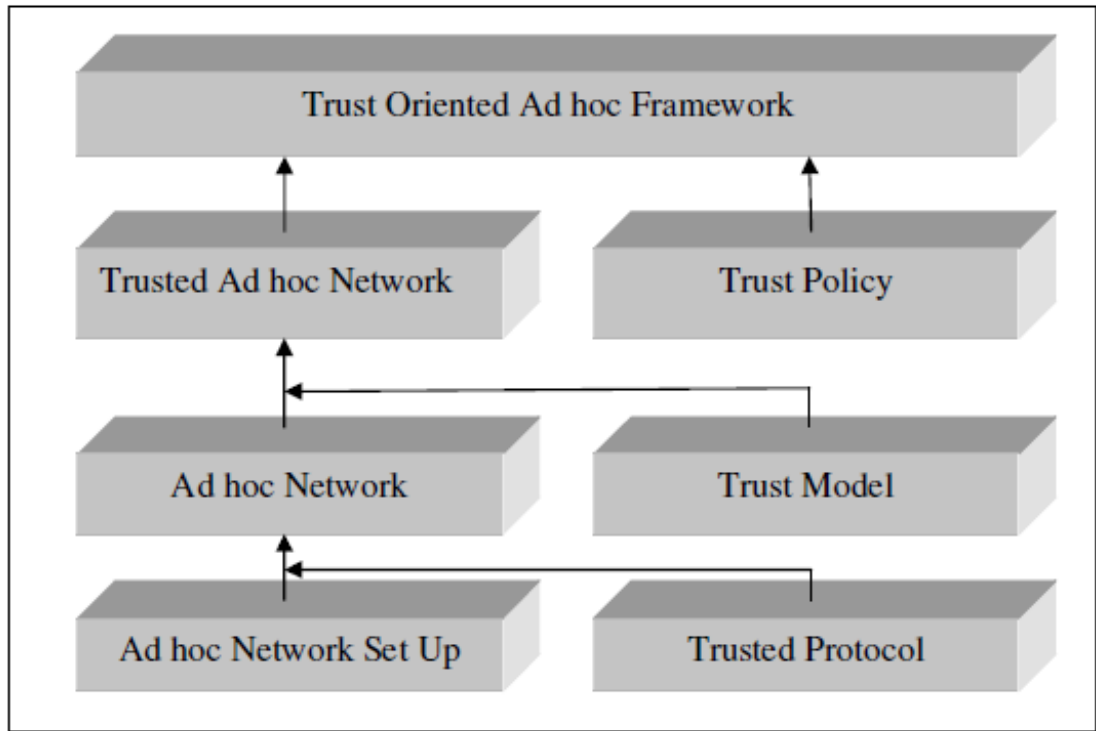 Trust Oriented Ad hoc Framework
Trusted Ad hoc Network
Trust Policy
Ad hoc Network
Trust Model
Ad hoc Network Set Up
Trusted Protocol